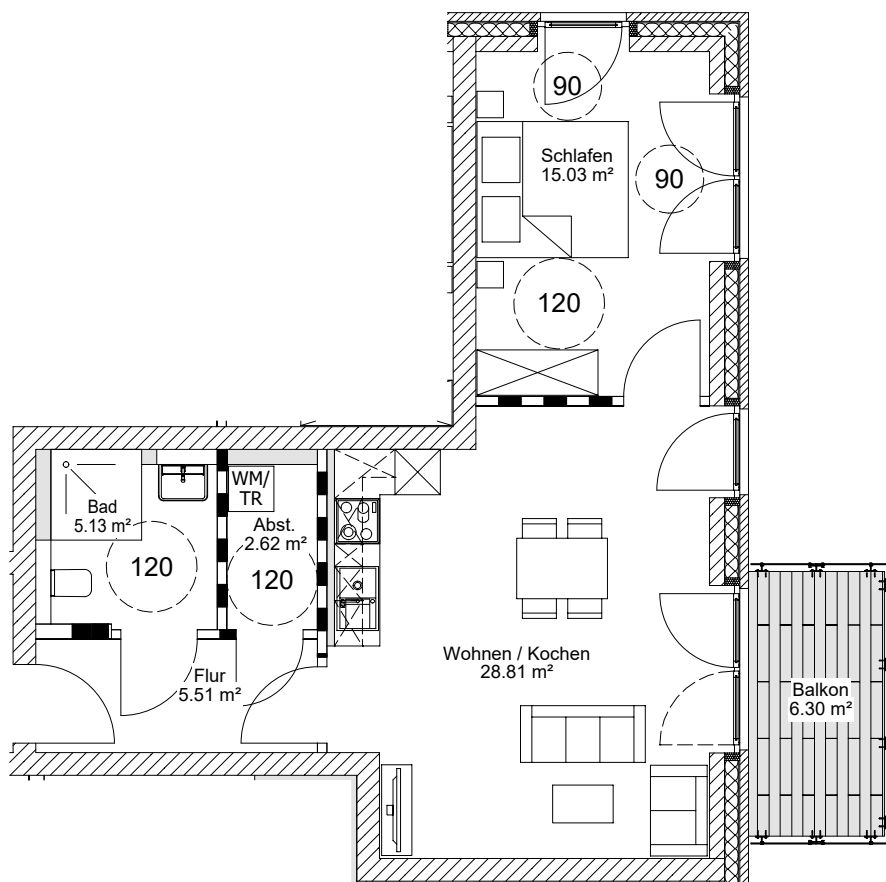 90
Schlafen
15.03 m²
90
120
WM/
TR
Bad
5.13 m²
Abst.
2.62 m²
120
120
Wohnen / Kochen
28.81 m²
Flur
5.51 m²
Balkon
6.30 m²